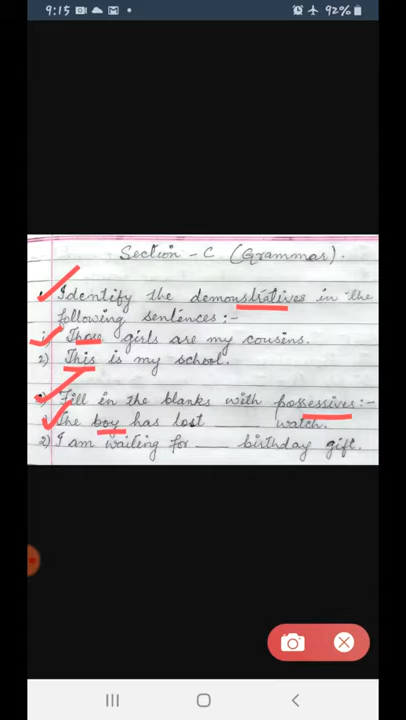 9:15 92%
Section - C (Grammar).
Identify the demonstratives in the
following sentences :-
1) Those girls are my cousins.
2) This is my school.
Fill in the blanks with possessives :-
1) The boy has lost ____ watch.
2) I am waiting for ____ birthday gift.